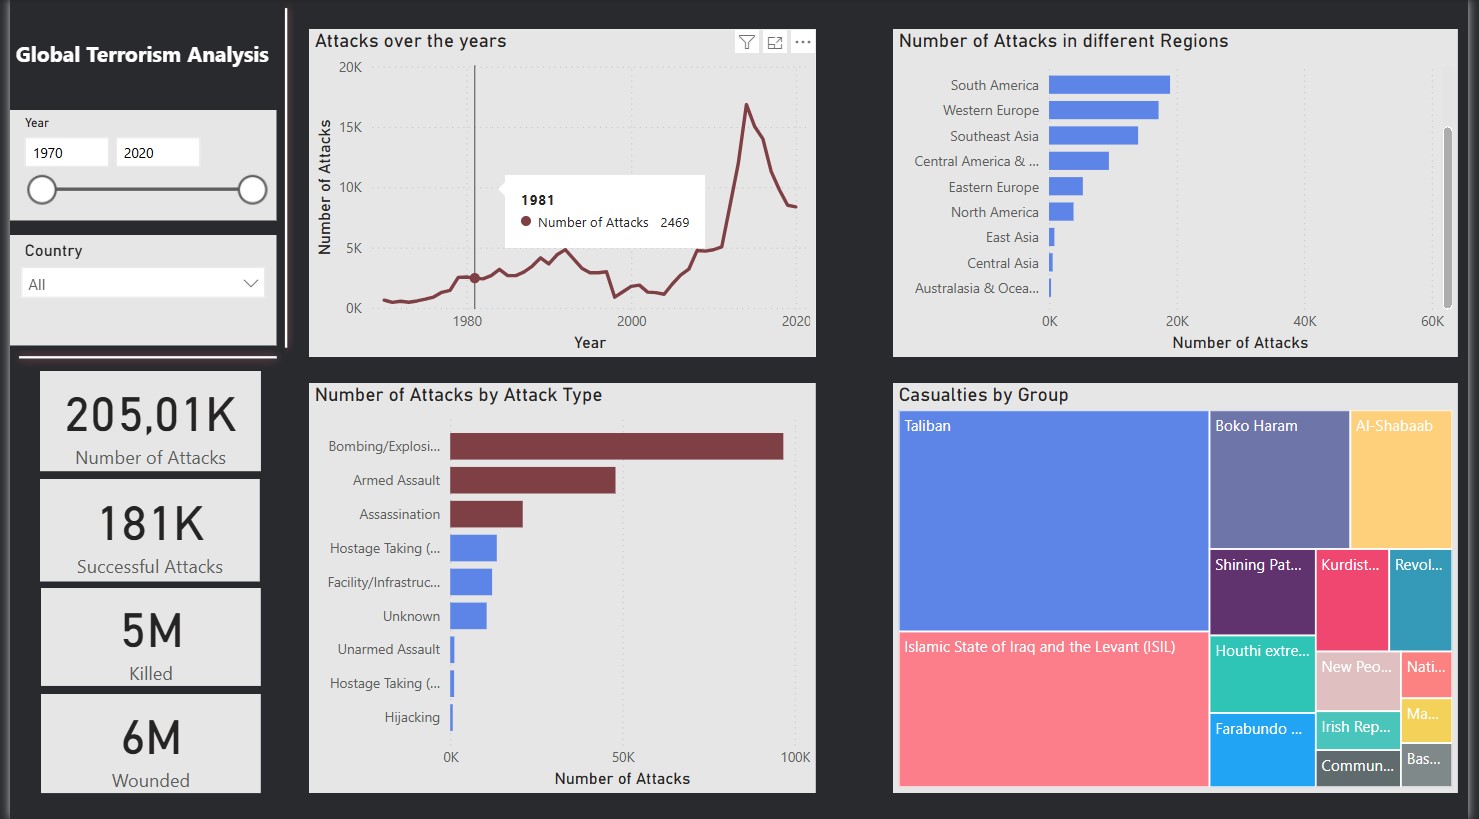 Global Terrorism Analysis
Year
1970 2020
Country
All
205,01K
Number of Attacks
181K
Successful Attacks
5M
Killed
6M
Wounded
Attacks over the years
20K
15K
10K
5K
0K
Number of Attacks
1981
Number of Attacks 2469
1980 2000 2020
Year
Number of Attacks in different Regions
South America
Western Europe
Southeast Asia
Central America & ...
Eastern Europe
North America
East Asia
Central Asia
Australasia & Ocea...
0K 20K 40K 60K
Number of Attacks
Number of Attacks by Attack Type
Bombing/Explosi...
Armed Assault
Assassination
Hostage Taking (...
Facility/Infrastruc...
Unknown
Unarmed Assault
Hostage Taking (...
Hijacking
0K 50K 100K
Number of Attacks
Casualties by Group
Taliban
Islamic State of Iraq and the Levant (ISIL)
Boko Haram
Al-Shabaab
Shining Pat...
Kurdist...
Revol...
Houthi extre...
Farabundo ...
New Peo...
Nati...
Irish Rep...
Ma...
Commun...
Bas...